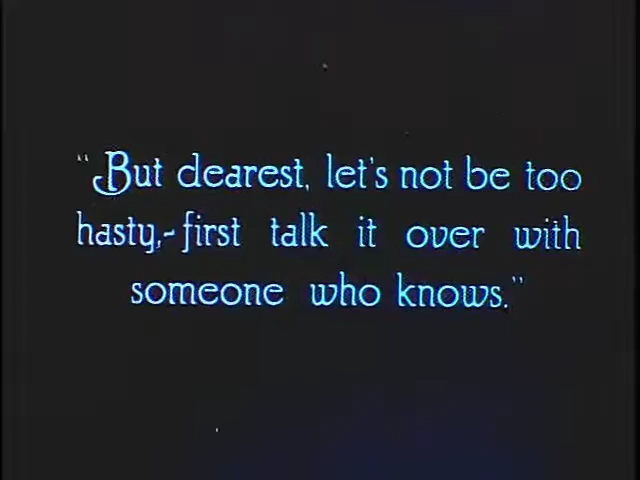 "But dearest, let's not be too
hasty,-first talk it over with
someone who knows."